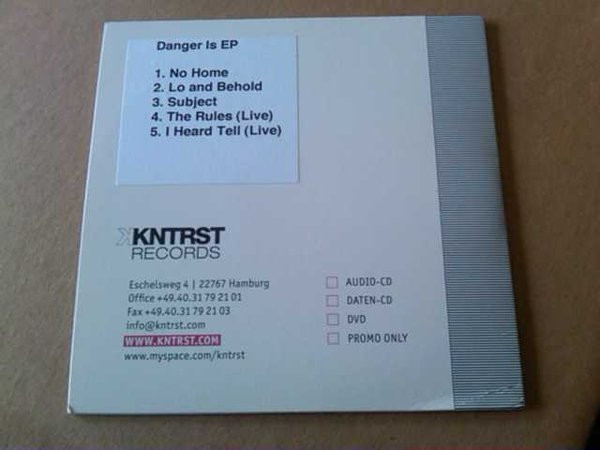 Danger Is EP
1. No Home
2. Lo and Behold
3. Subject
4. The Rules (Live)
5. I Heard Tell (Live)
KNTRST
RECORDS
Eschelsweg 4 | 22767 Hamburg
Office +49.40.31 79 21 01
Fax +49.40.31 79 21 03
info@kntrst.com
WWW.KNTRST.COM
www.myspace.com/kntrst
AUDIO-CD
DATEN-CD
DVD
PROMO ONLY